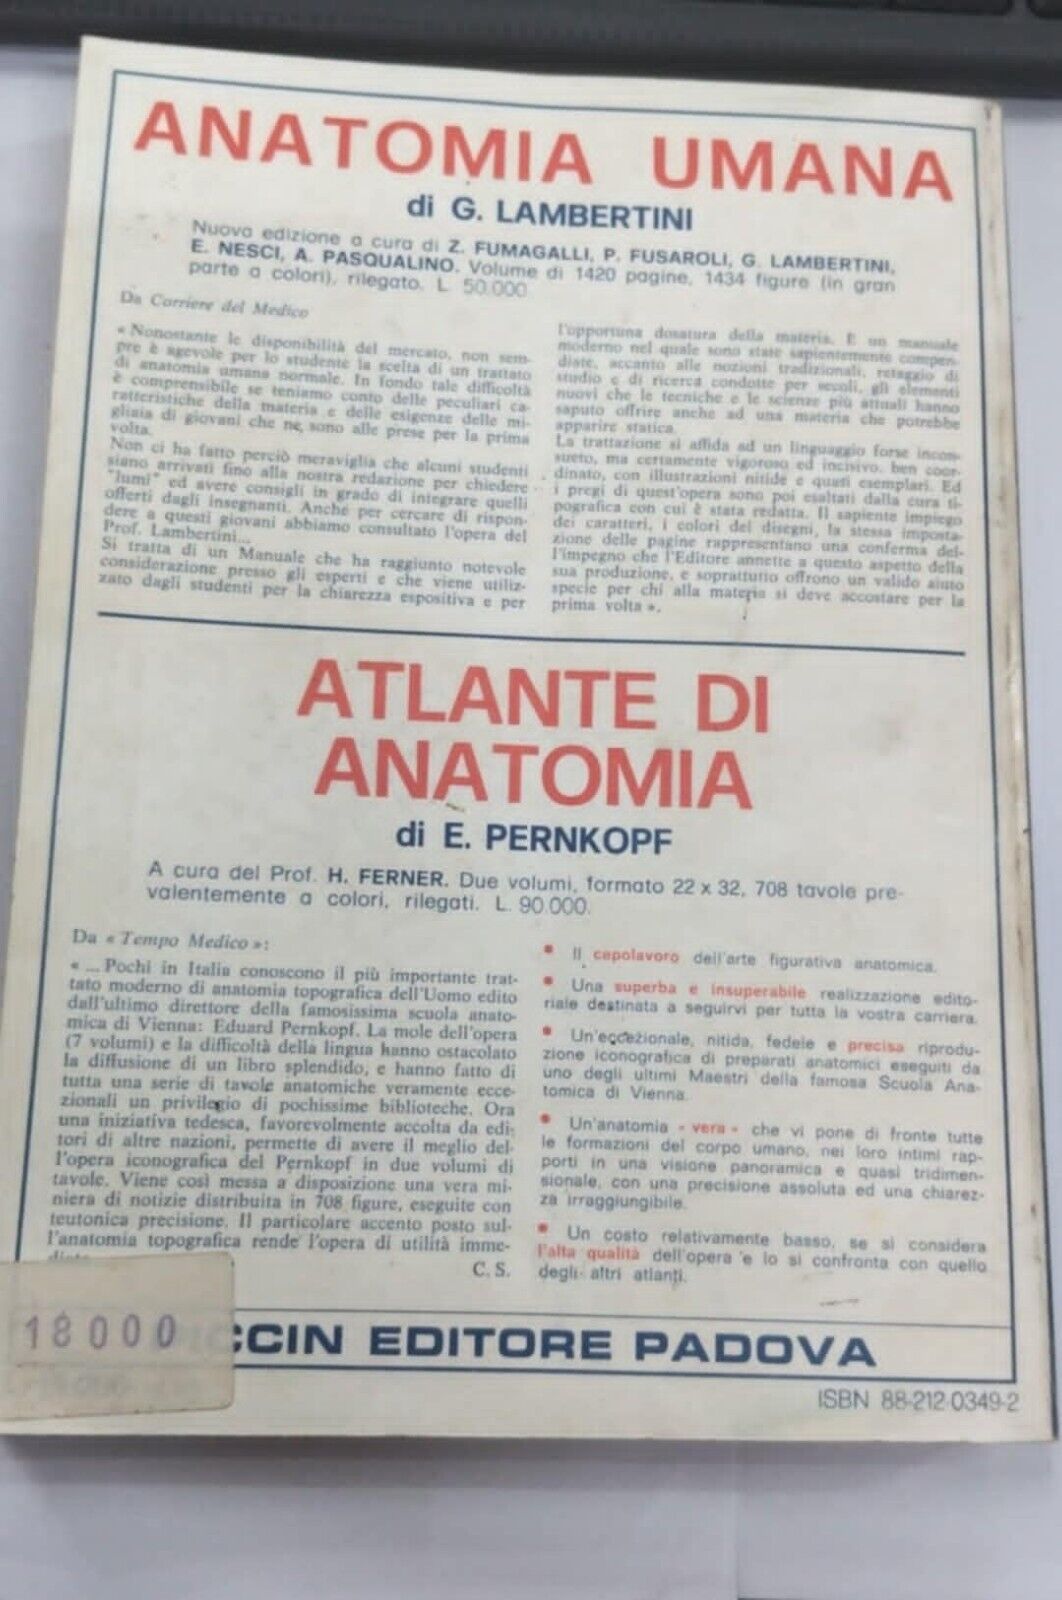 ANATOMIA UMANA
di G. LAMBERTINI
Nuova edizione a cura di Z. FUMAGALLI, P. FUSAROLI, G. LAMBERTINI,
E. NESCI, A. PASQUALINO. Volume di 1420 pagine, 1434 figure (in gran
parte a colori), rilegato. L. 50.000
Da Corriere del Medico
« Nonostante le disponibilità del mercato, non sem-
pre è agevole per lo studente la scelta di un trattato
di anatomia umana normale. In fondo tale difficoltà
è comprensibile se teniamo conto delle peculiari ca-
ratteristiche della materia e delle esigenze delle mi-
gliaia di giovani che ne sono alle prese per la prima
volta.
Non ci ha fatto perciò meraviglia che alcuni studenti
siano arrivati fino alla nostra redazione per chiedere
"lumi" ed avere consigli in grado di integrare quelli
offerti dagli Insegnanti. Anche per cercare di rispon-
dere a questi giovani abbiamo consultato l'opera del
Prof. Lambertini...
Si tratta di un Manuale che ha raggiunto notevole
considerazione presso gli esperti e che viene utiliz-
zato dagli studenti per la chiarezza espositiva e per
l'opportuna dosatura della materia. E un manuale
moderno nel quale sono state sapientemente compen-
diate, accanto alle nozioni tradizionali, retaggio di
studio e di ricerca condotte per secoli, gli elementi
nuovi che le tecniche e le scienze più attuali hanno
saputo offrire anche ad una materia che potrebbe
apparire statica.
La trattazione si affida ad un linguaggio forse incon-
sueto, ma certamente vigoroso ed incisivo, ben coor-
dinato, con illustrazioni nitide e quasi esemplari. Ed
i pregi di quest'opera sono poi esaltati dalla cura ti-
pografica con cui è stata redatta. Il sapiente impiego
dei caratteri, i colori dei disegni, la stessa imposta-
zione delle pagine rappresentano una conferma del-
l'impegno che l'Editore annette a questo aspetto della
sua produzione, e soprattutto offrono un valido aiuto
specie per chi alla materia si deve accostare per la
prima volta ».
ATLANTE DI
ANATOMIA
di E. PERNKOPF
A cura del Prof. H. FERNER. Due volumi, formato 22 x 32, 708 tavole pre-
valentemente a colori, rilegati. L. 90.000.
Da « Tempo Medico »:
« ... Pochi in Italia conoscono il più importante trat-
tato moderno di anatomia topografica dell'Uomo edito
dall'ultimo direttore della famosissima scuola anato-
mica di Vienna: Eduard Pernkopf. La mole dell'opera
(7 volumi) e la difficoltà della lingua hanno ostacolato
la diffusione di un libro splendido, e hanno fatto di
tutta una serie di tavole anatomiche veramente ecce-
zionali un privilegio di pochissime biblioteche. Ora
una iniziativa tedesca, favorevolmente accolta da edi-
tori di altre nazioni, permette di avere il meglio del-
l'opera iconografica del Pernkopf in due volumi di
tavole. Viene così messa a disposizione una vera mi-
niera di notizie distribuita in 708 figure, eseguite con
teutonica precisione. Il particolare accento posto sul-
l'anatomia topografica rende l'opera di utilità imme-
C. S.
• Il capolavoro dell'arte figurativa anatomica.
• Una superba e insuperabile realizzazione edito-
riale destinata a seguirvi per tutta la vostra carriera.
• Un'eccezionale, nitida, fedele e precisa riprodu-
zione iconografica di preparati anatomici eseguiti da
uno degli ultimi Maestri della famosa Scuola Ana-
tomica di Vienna.
• Un'anatomia « vera » che vi pone di fronte tutte
le formazioni del corpo umano, nei loro intimi rap-
porti in una visione panoramica e quasi tridimen-
sionale, con una precisione assoluta ed una chiarez-
za irraggiungibile.
• Un costo relativamente basso, se si considera
l'alta qualità dell'opera e lo si confronta con quello
degli altri atlanti.
18000
CCIN EDITORE PADOVA
ISBN 88-212-0349-2